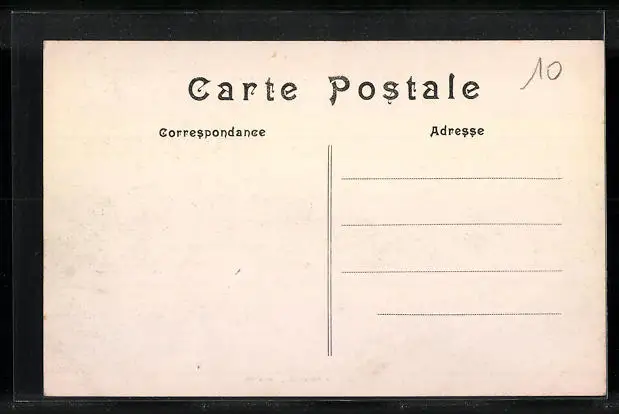 10
Carte Postale
Correspondance
Adresse